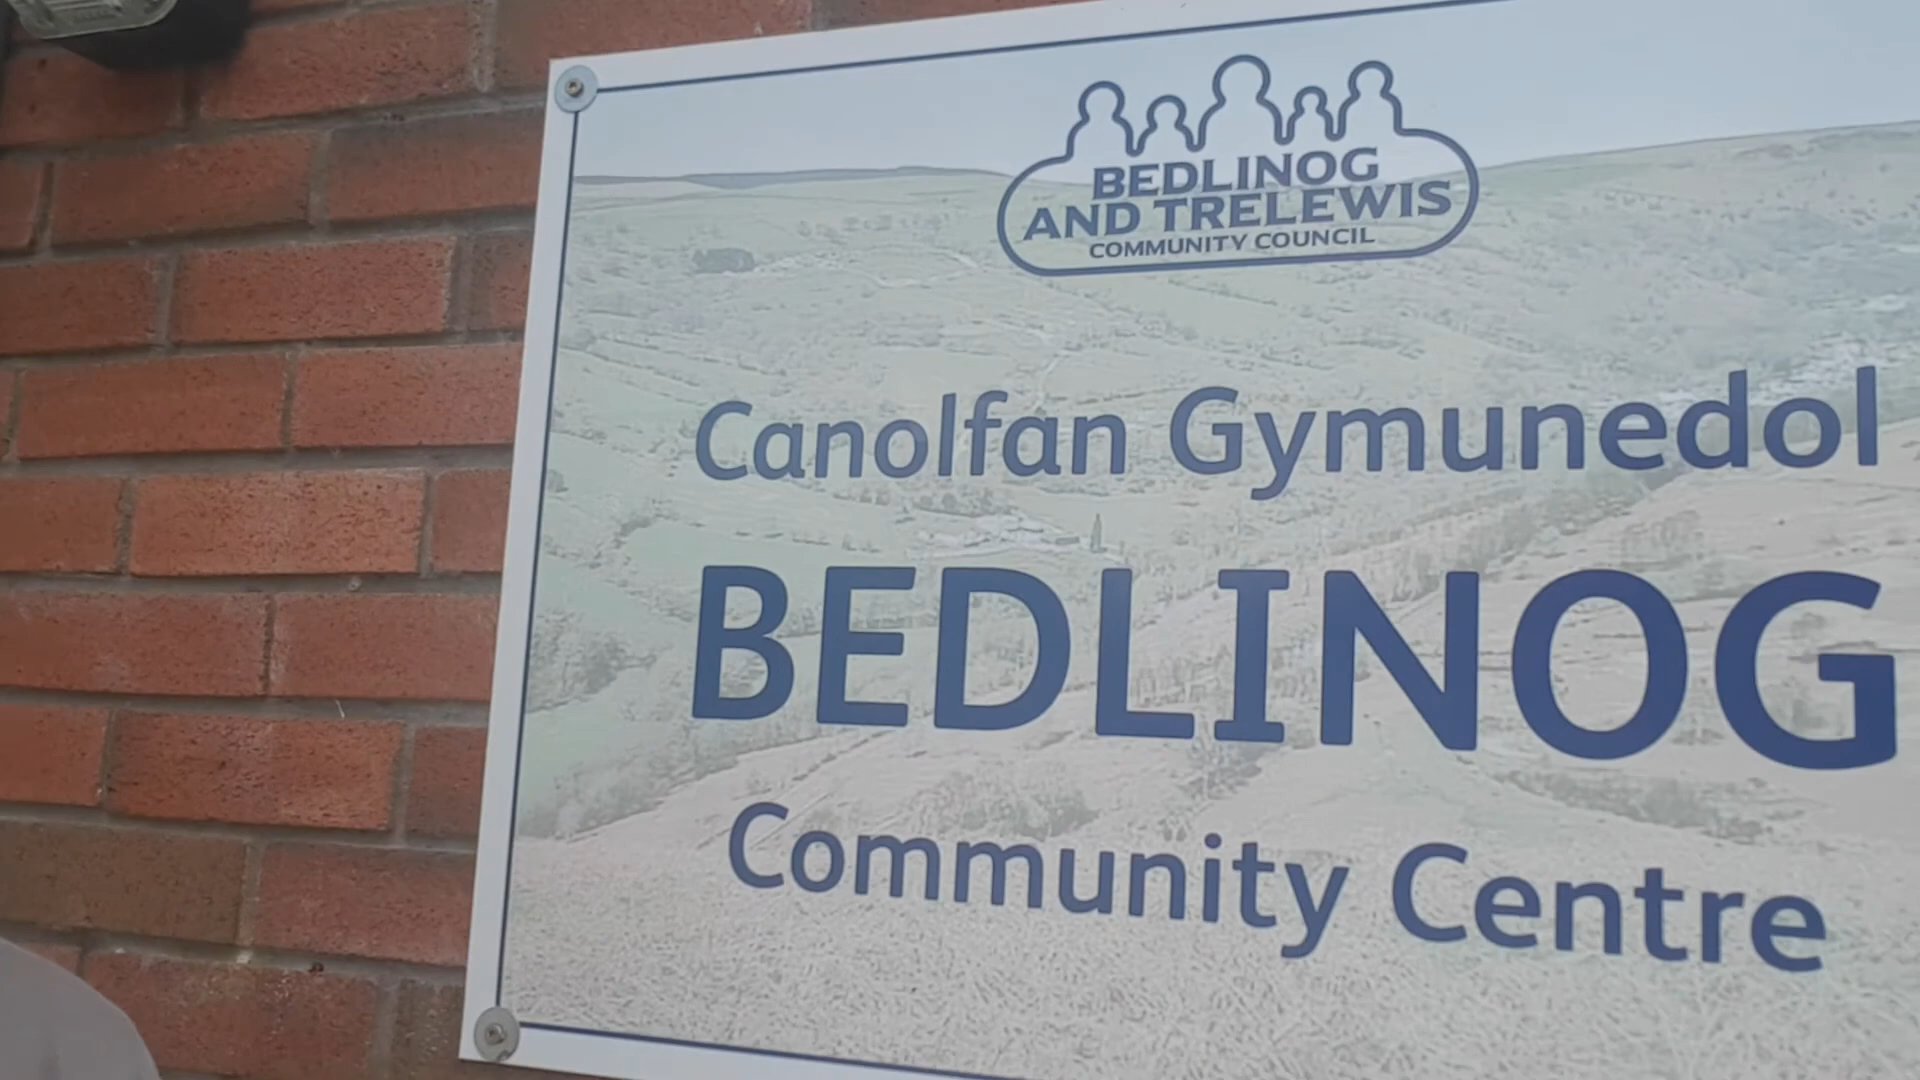 BEDLINOG
AND TRELEWIS
COMMUNITY COUNCIL
Canolfan Gymunedol
BEDLINOG
Community Centre